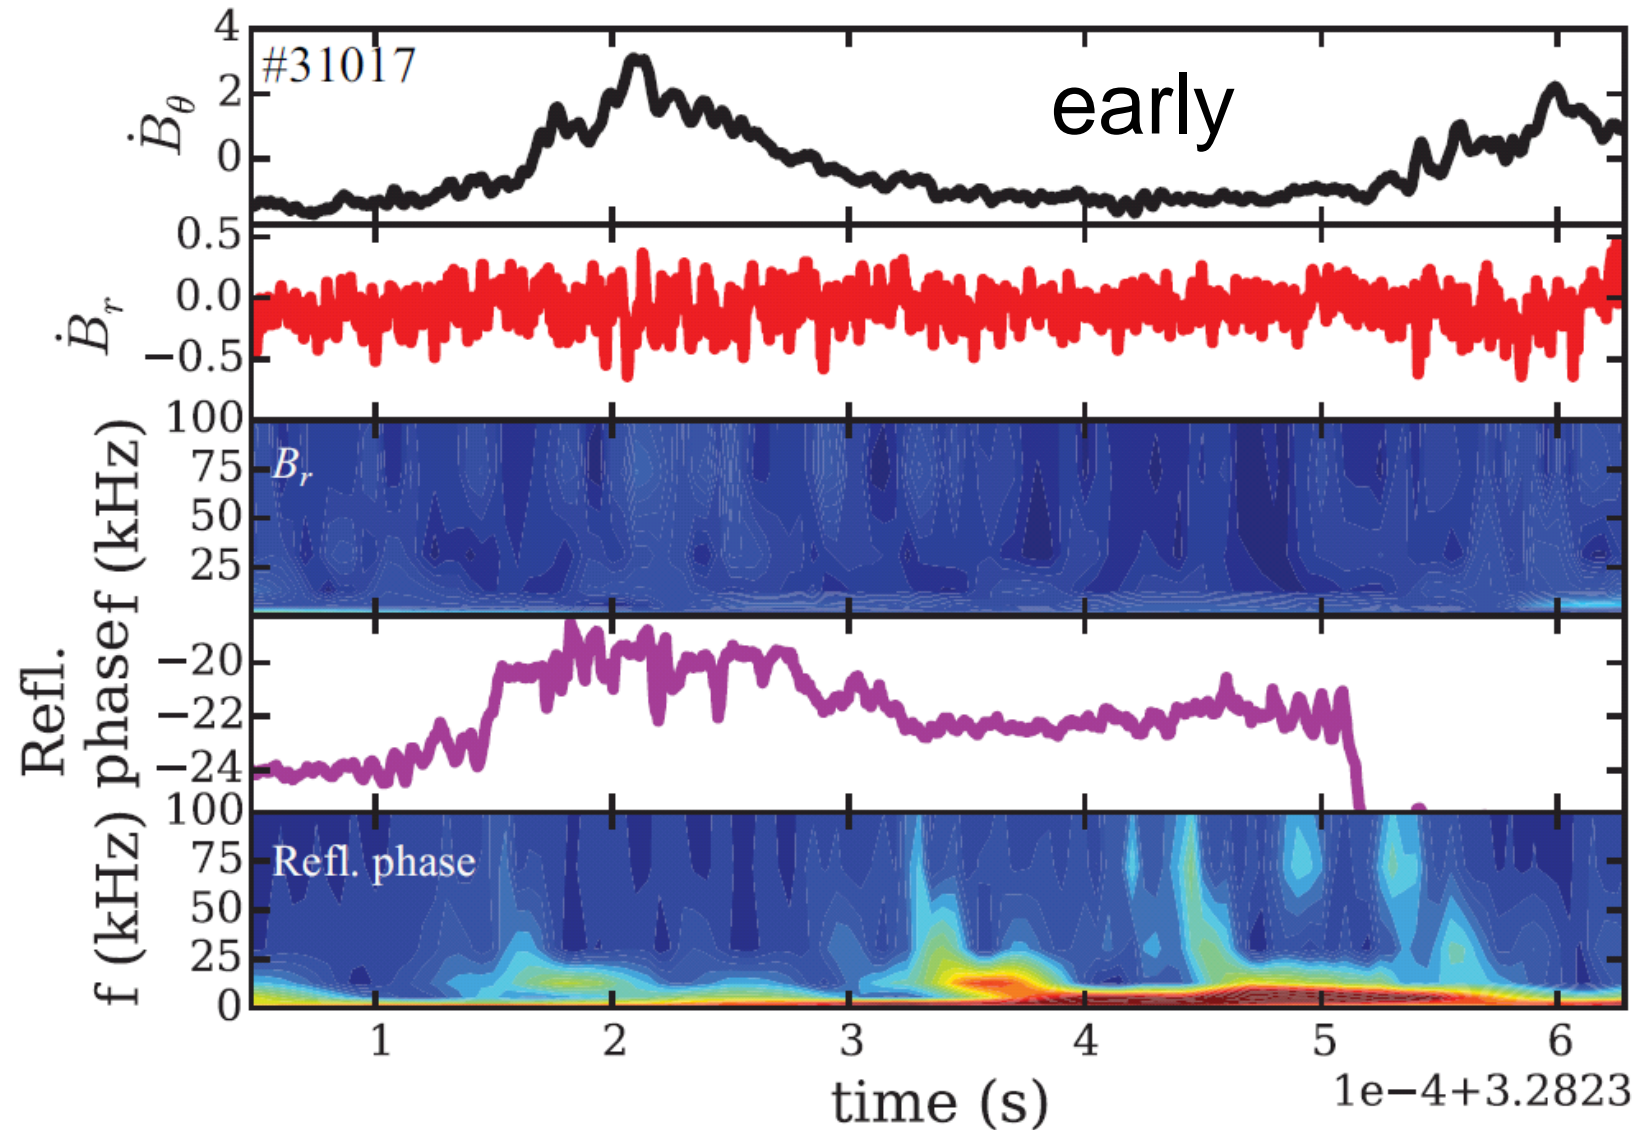 4
#31017
early
2
0
Ḃθ
0.5
0.0
−0.5
Ḃr
100
Br
75
50
25
f (kHz)
−20
−22
−24
Refl.
phase
100
Refl. phase
75
50
25
0
f (kHz)
1 2 3 4 5 6
time (s)
1e−4+3.2823